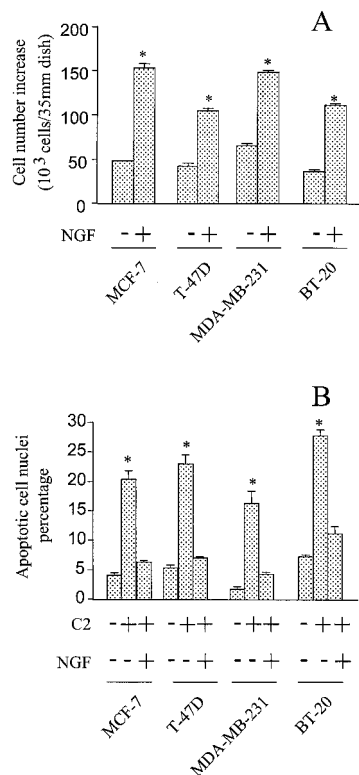 A
Cell number increase
(10³ cells/35mm dish)
200
150
100
50
0
* * * *
NGF - + - + - + - +
MCF-7 T-47D MDA-MB-231 BT-20
B
Apoptotic cell nuclei
percentage
30
25
20
15
10
5
0
* * * *
C2 - + + - + + - + + - + +
NGF - - + - - + - - + - - +
MCF-7 T-47D MDA-MB-231 BT-20